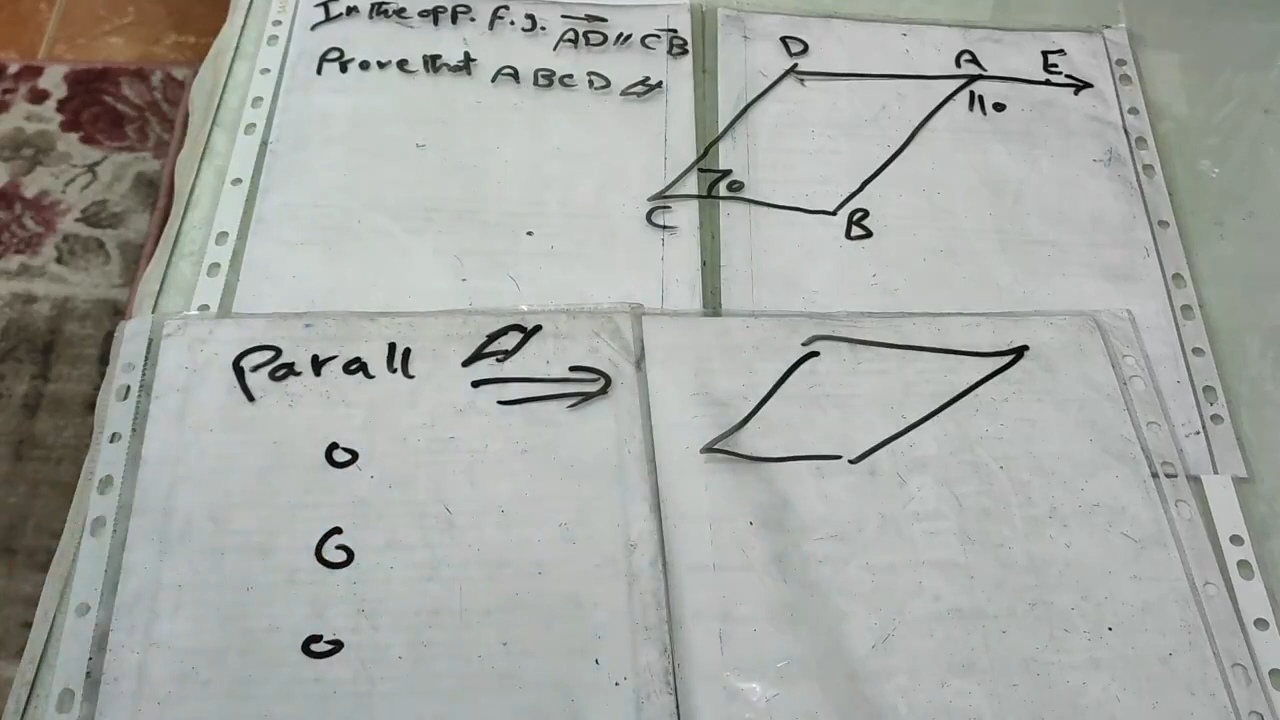 In the opp. f.g. AD // CB
Prove that ABCD ▱
D A E
110
70
C B
Parall ▱